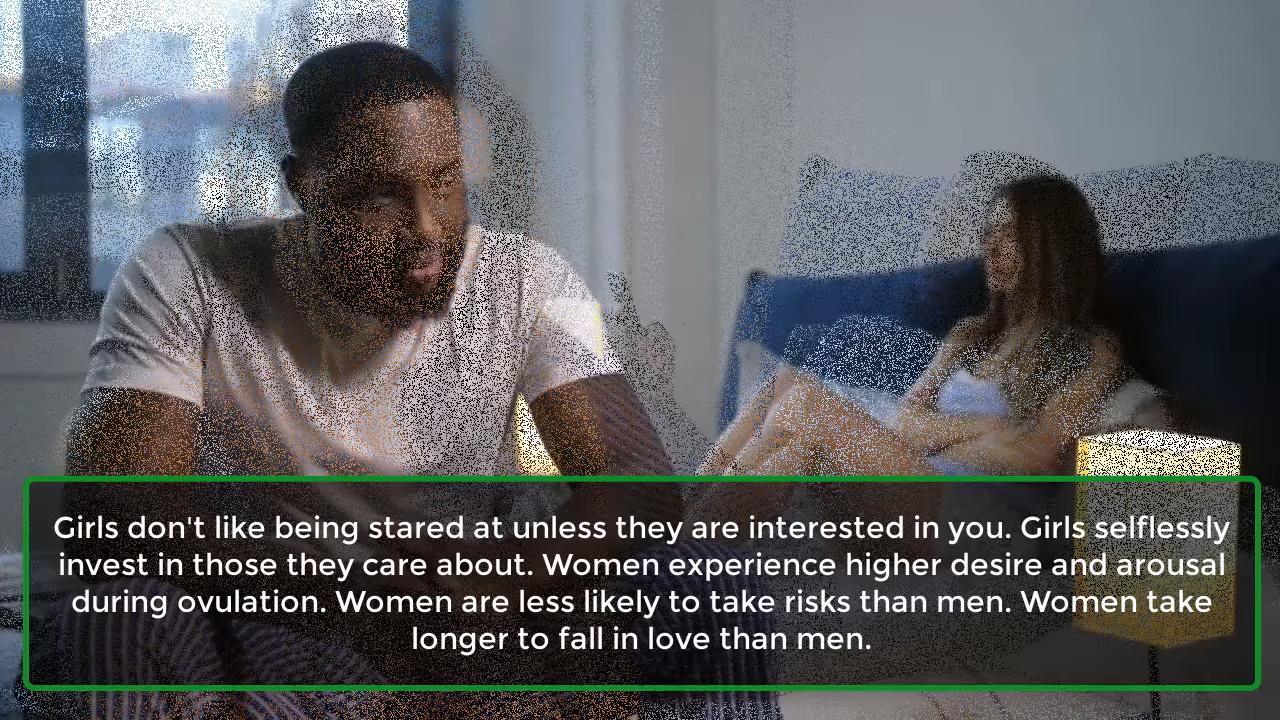 Girls don't like being stared at unless they are interested in you. Girls selflessly
invest in those they care about. Women experience higher desire and arousal
during ovulation. Women are less likely to take risks than men. Women take
longer to fall in love than men.